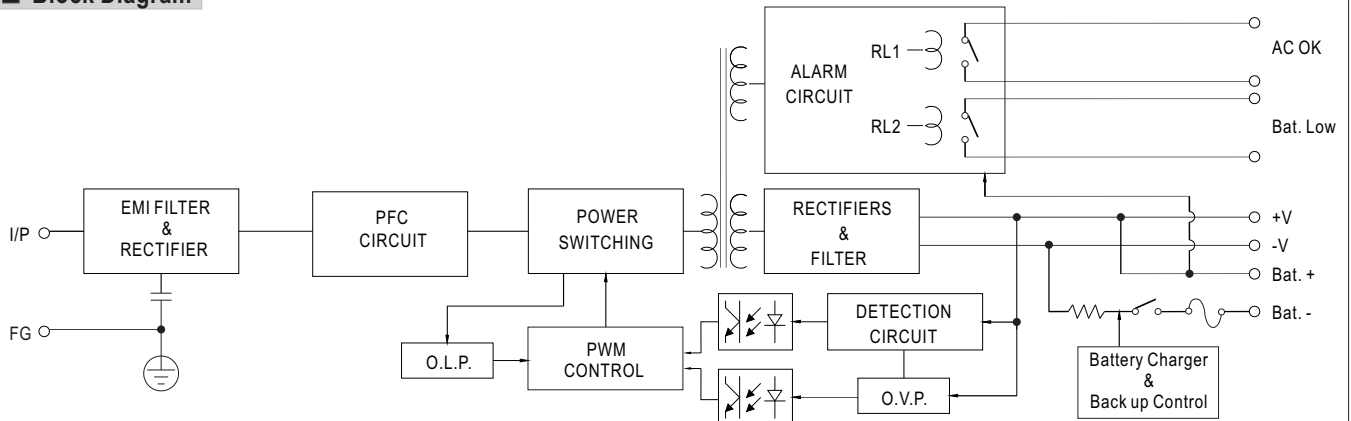 Block Diagram
ALARM
CIRCUIT
RL1
RL2
AC OK
Bat. Low
I/P
FG
EMI FILTER
&
RECTIFIER
PFC
CIRCUIT
POWER
SWITCHING
RECTIFIERS
&
FILTER
+V
-V
Bat. +
Bat. -
O.L.P.
PWM
CONTROL
DETECTION
CIRCUIT
O.V.P.
Battery Charger
&
Back up Control